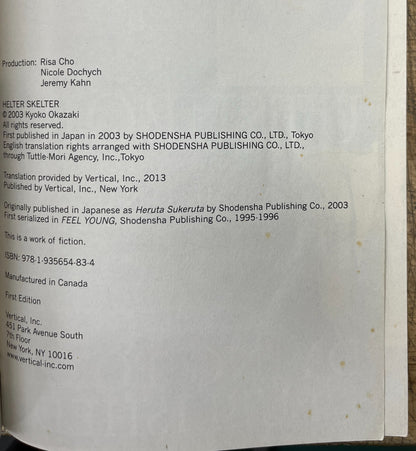 Production: Risa Cho
Nicole Dochych
Jeremy Kahn
HELTER SKELTER
© 2003 Kyoko Okazaki
All rights reserved.
First published in Japan in 2003 by SHODENSHA PUBLISHING CO., LTD., Tokyo
English translation rights arranged with SHODENSHA PUBLISHING CO., LTD.,
through Tuttle-Mori Agency, Inc.,Tokyo
Translation provided by Vertical, Inc., 2013
Published by Vertical, Inc., New York
Originally published in Japanese as Heruta Sukeruta by Shodensha Publishing Co., 2003
First serialized in FEEL YOUNG, Shodensha Publishing Co., 1995-1996
This is a work of fiction.
ISBN: 978-1-935654-83-4
Manufactured in Canada
First Edition
Vertical, Inc.
451 Park Avenue South
7th Floor
New York, NY 10016
www.vertical-inc.com